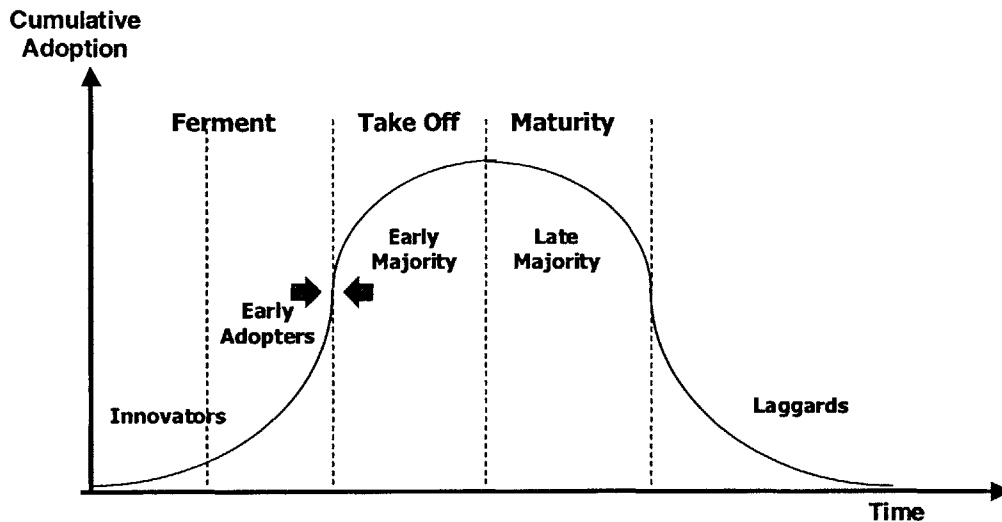 Cumulative
Adoption
Ferment
Take Off
Maturity
Early
Majority
Late
Majority
Early
Adopters
Innovators
Laggards
Time